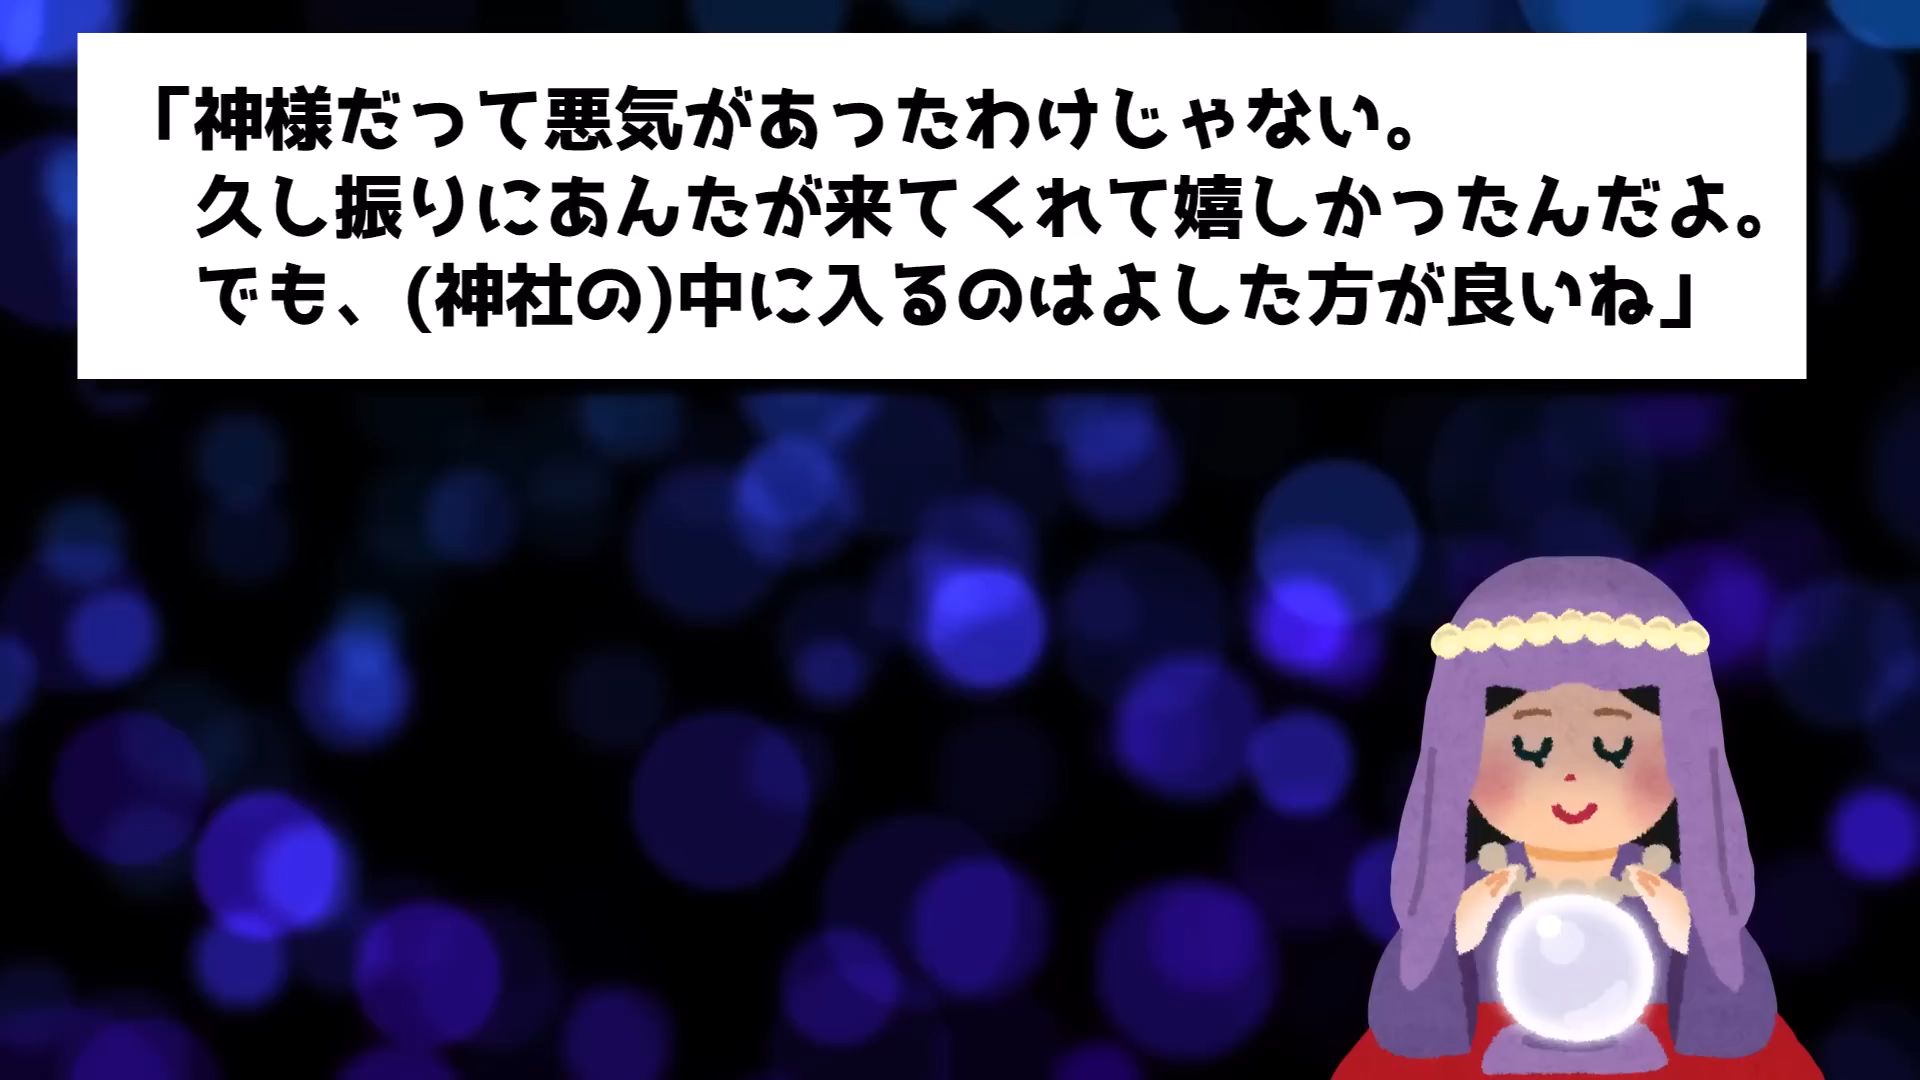 「神様だって悪気があったわけじゃない。
久し振りにあんたが来てくれて嬉しかったんだよ。
でも、(神社の)中に入るのはよした方が良いね」